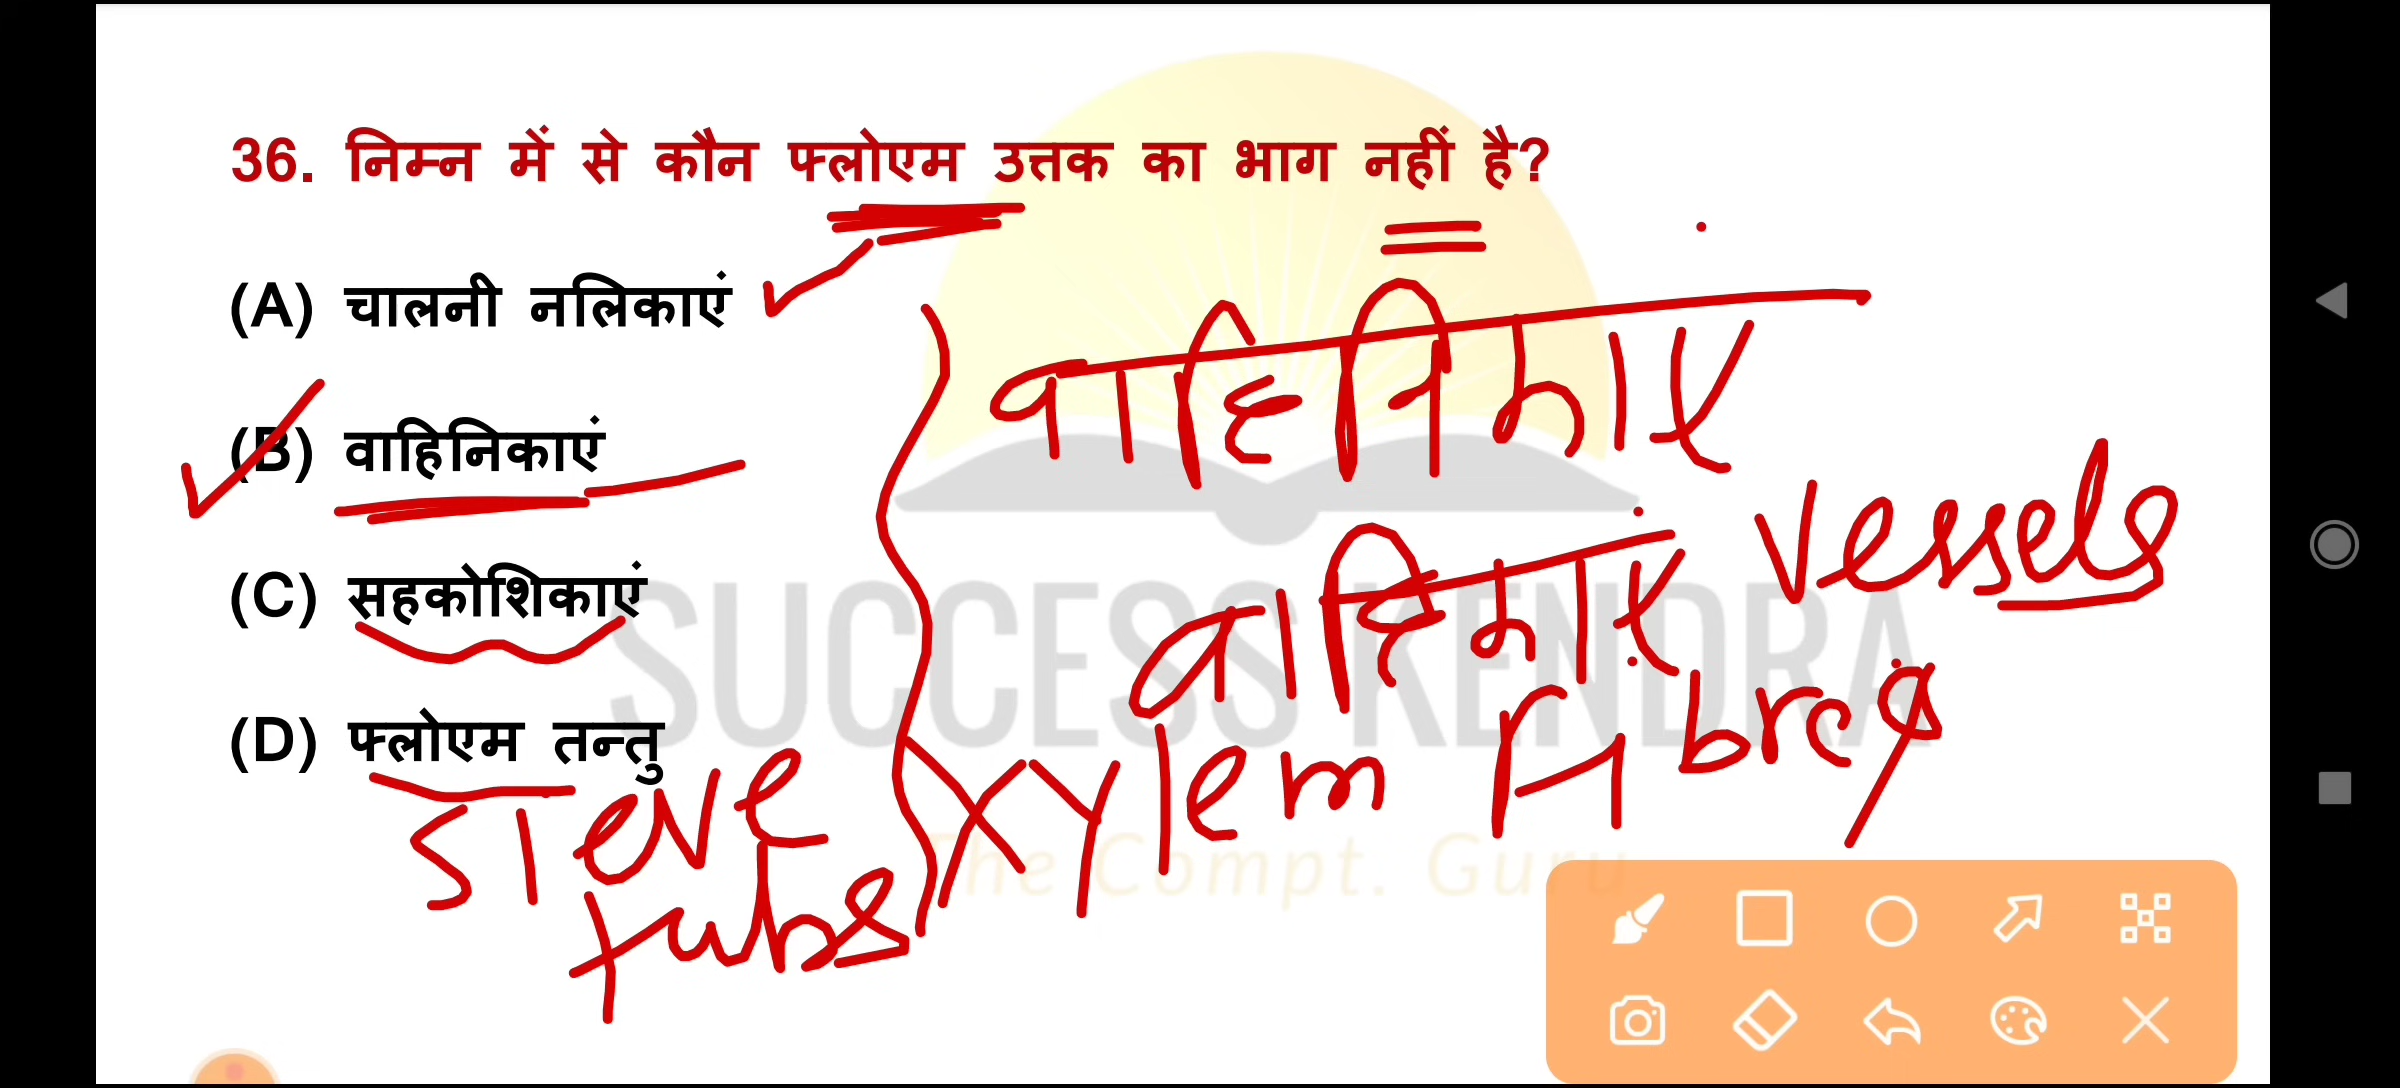 36. निम्न में से कौन फ्लोएम उत्तक का भाग नहीं है?
(A) चालनी नलिकाएं
(B) वाहिनिकाएं
(C) सहकोशिकाएं
(D) फ्लोएम तन्तु
sieve
tubes
वाहिनिकाएं
vessels
वाहिकाएं
xylem fibres
SUCCESS KENDRA
The Compt. Guru